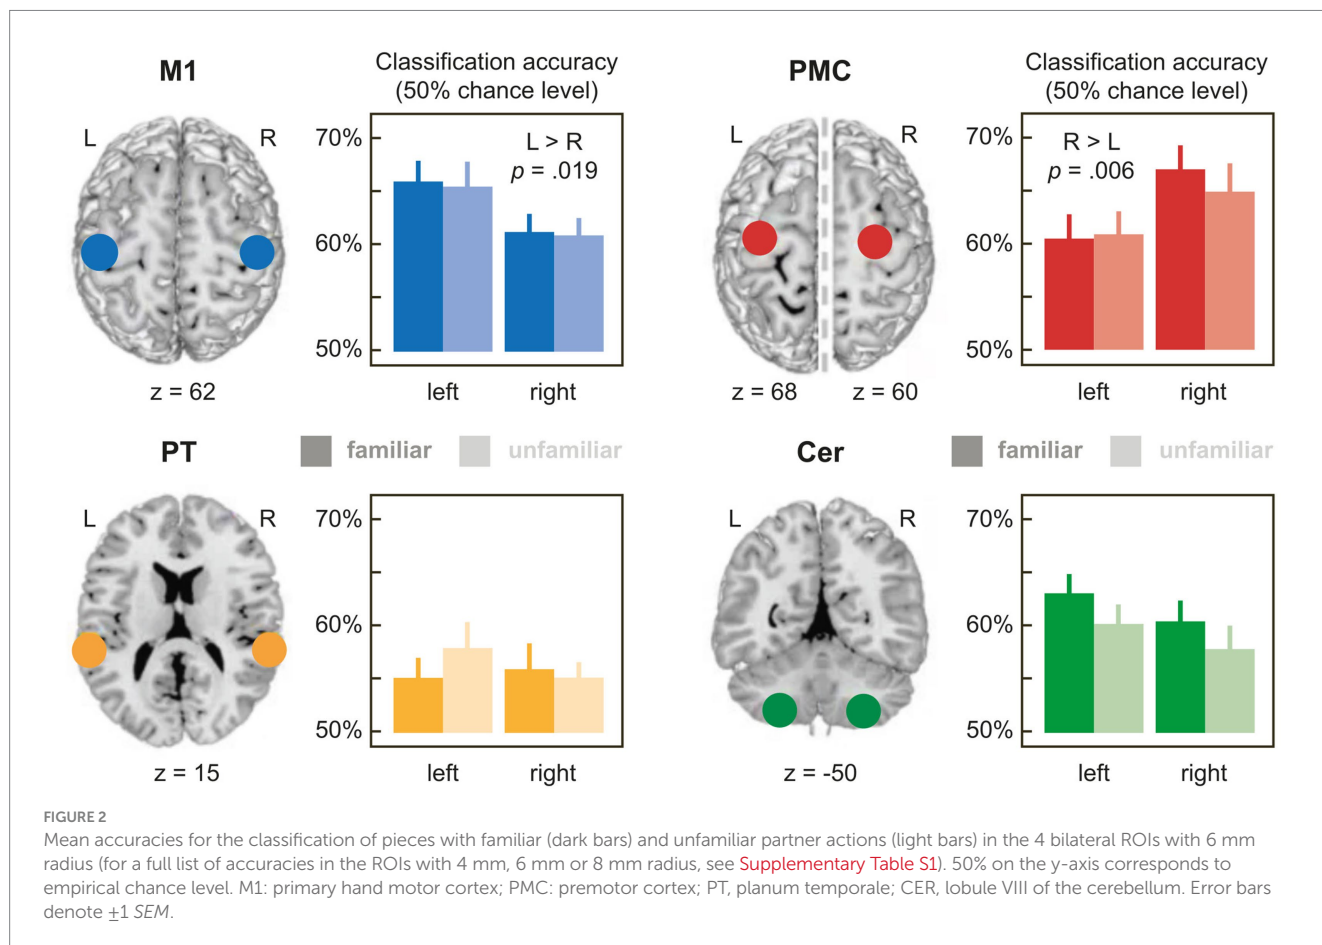 M1
Classification accuracy
(50% chance level)
L
R
70%
60%
50%
L > R
p = .019
left
right
z = 62
PMC
Classification accuracy
(50% chance level)
L
R
70%
60%
50%
R > L
p = .006
left
right
z = 68
z = 60
PT
familiar
unfamiliar
L
R
70%
60%
50%
left
right
z = 15
Cer
familiar
unfamiliar
L
R
70%
60%
50%
left
right
z = -50
FIGURE 2
Mean accuracies for the classification of pieces with familiar (dark bars) and unfamiliar partner actions (light bars) in the 4 bilateral ROIs with 6 mm
radius (for a full list of accuracies in the ROIs with 4 mm, 6 mm or 8 mm radius, see Supplementary Table S1). 50% on the y-axis corresponds to
empirical chance level. M1: primary hand motor cortex; PMC: premotor cortex; PT, planum temporale; CER, lobule VIII of the cerebellum. Error bars
denote ±1 SEM.